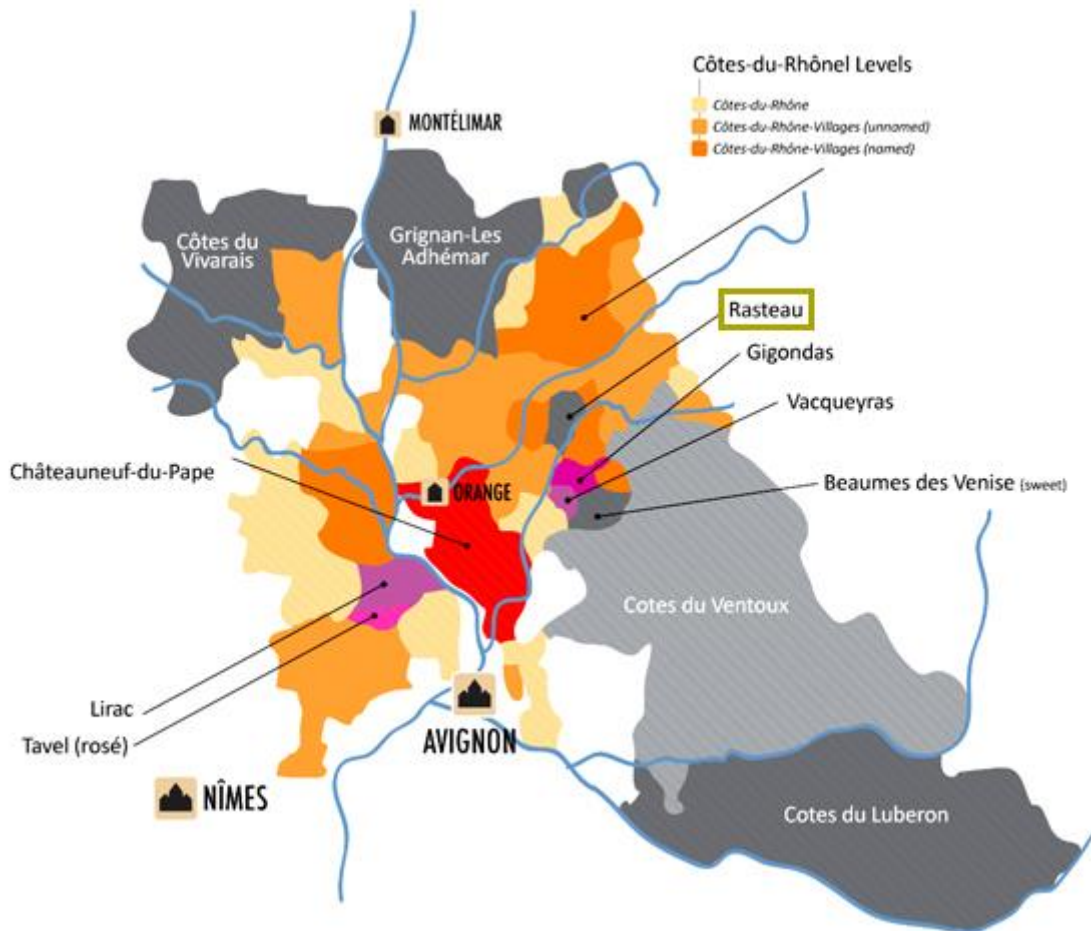 Côtes-du-Rhônel Levels
Côtes-du-Rhône
Côtes-du-Rhône-Villages (unnamed)
Côtes-du-Rhône-Villages (named)
MONTÉLIMAR
Côtes du
Vivarais
Grignan-Les
Adhémar
Rasteau
Gigondas
Vacqueyras
Châteauneuf-du-Pape
ORANGE
Beaumes des Venise (sweet)
Cotes du Ventoux
Lirac
Tavel (rosé)
AVIGNON
NÎMES
Cotes du Luberon